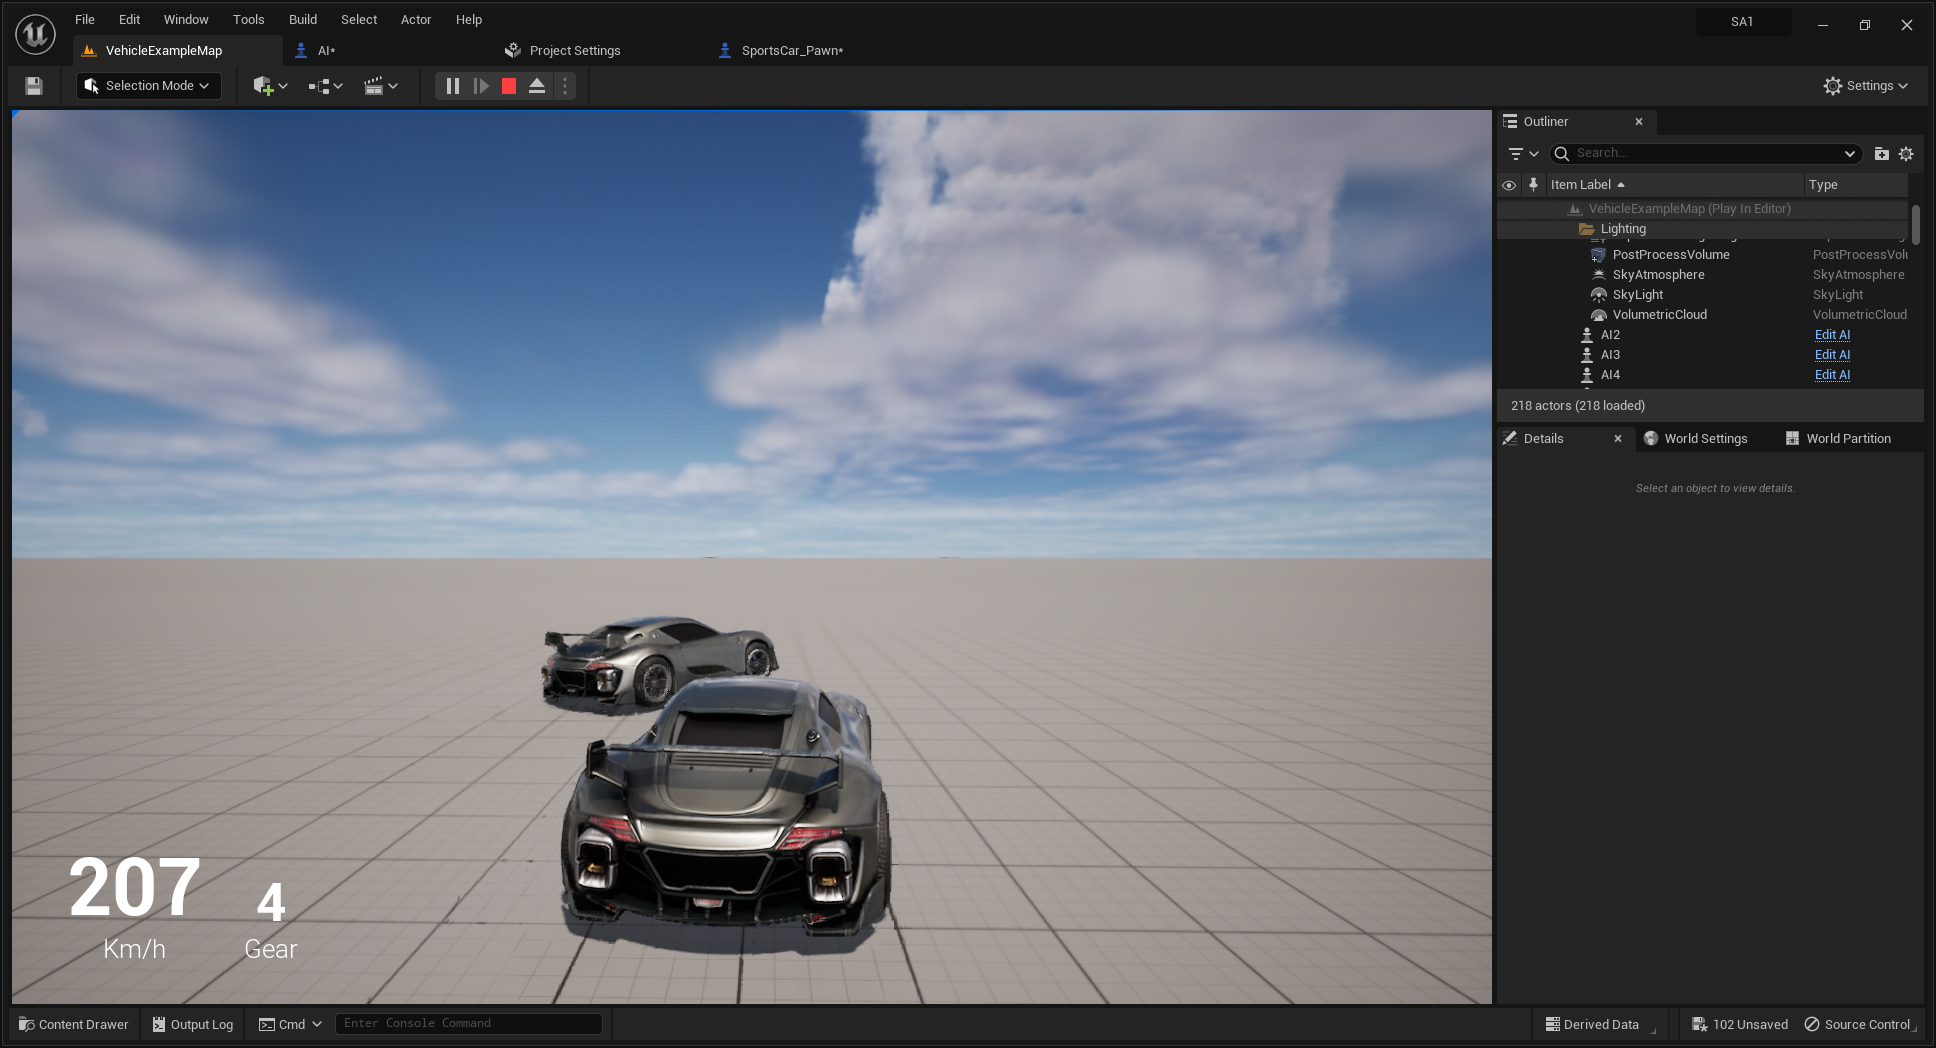 File Edit Window Tools Build Select Actor Help
SA1
VehicleExampleMap
AI*
Project Settings
SportsCar_Pawn*
Selection Mode
Settings
Outliner
Search...
Item Label
Type
VehicleExampleMap (Play In Editor)
Lighting
PostProcessVolume PostProcessVolu
SkyAtmosphere SkyAtmosphere
SkyLight SkyLight
VolumetricCloud VolumetricCloud
AI2 Edit AI
AI3 Edit AI
AI4 Edit AI
218 actors (218 loaded)
Details
World Settings
World Partition
Select an object to view details.
207 4
Km/h Gear
Content Drawer
Output Log
Cmd
Enter Console Command
Derived Data
102 Unsaved
Source Control